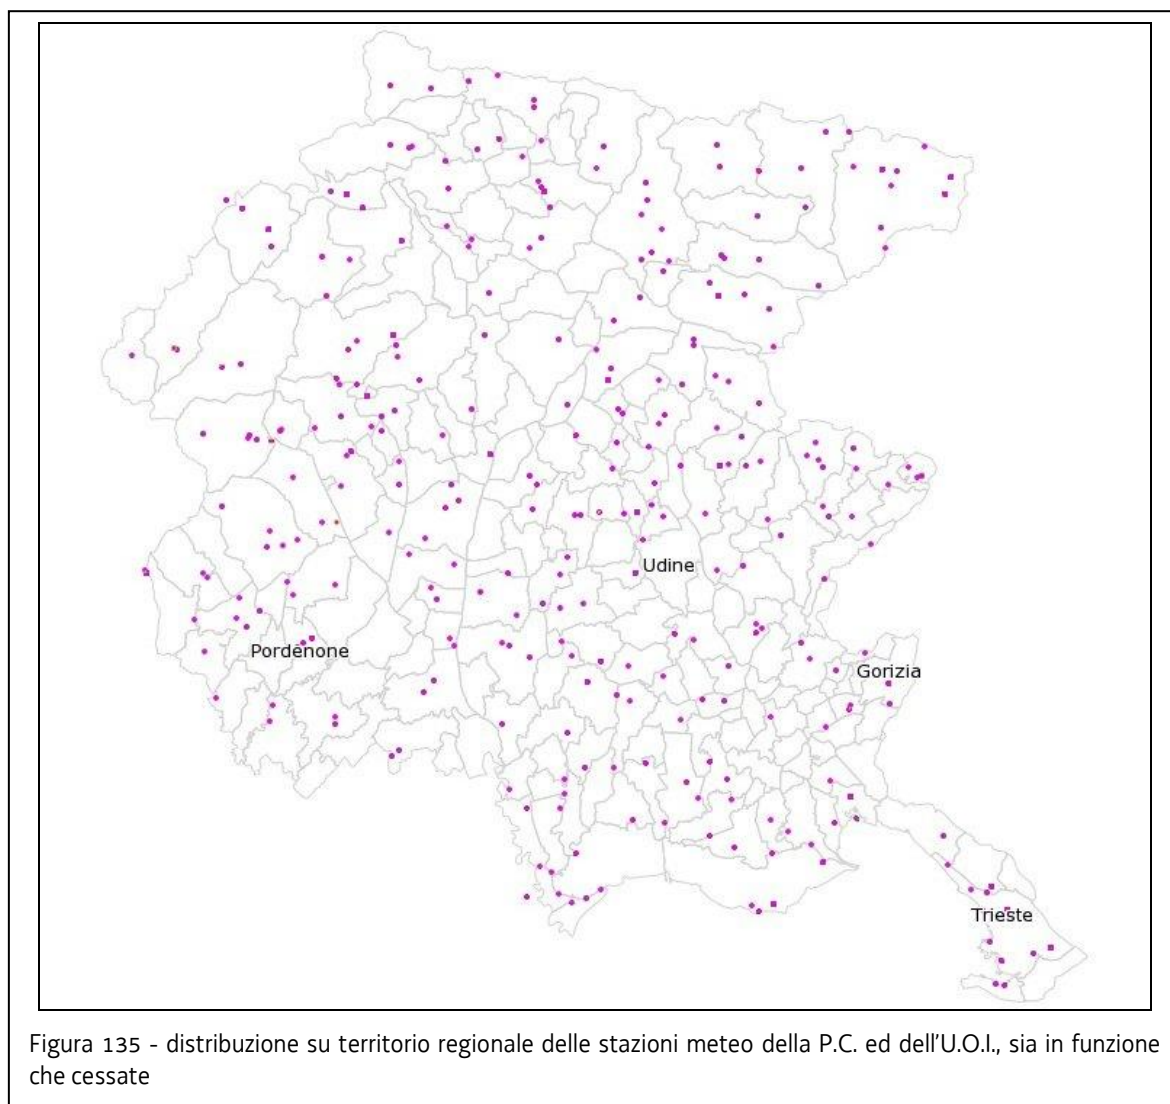 Udine
Pordenone
Gorizia
Trieste
Figura 135 - distribuzione su territorio regionale delle stazioni meteo della P.C. ed dell'U.O.I., sia in funzione
che cessate